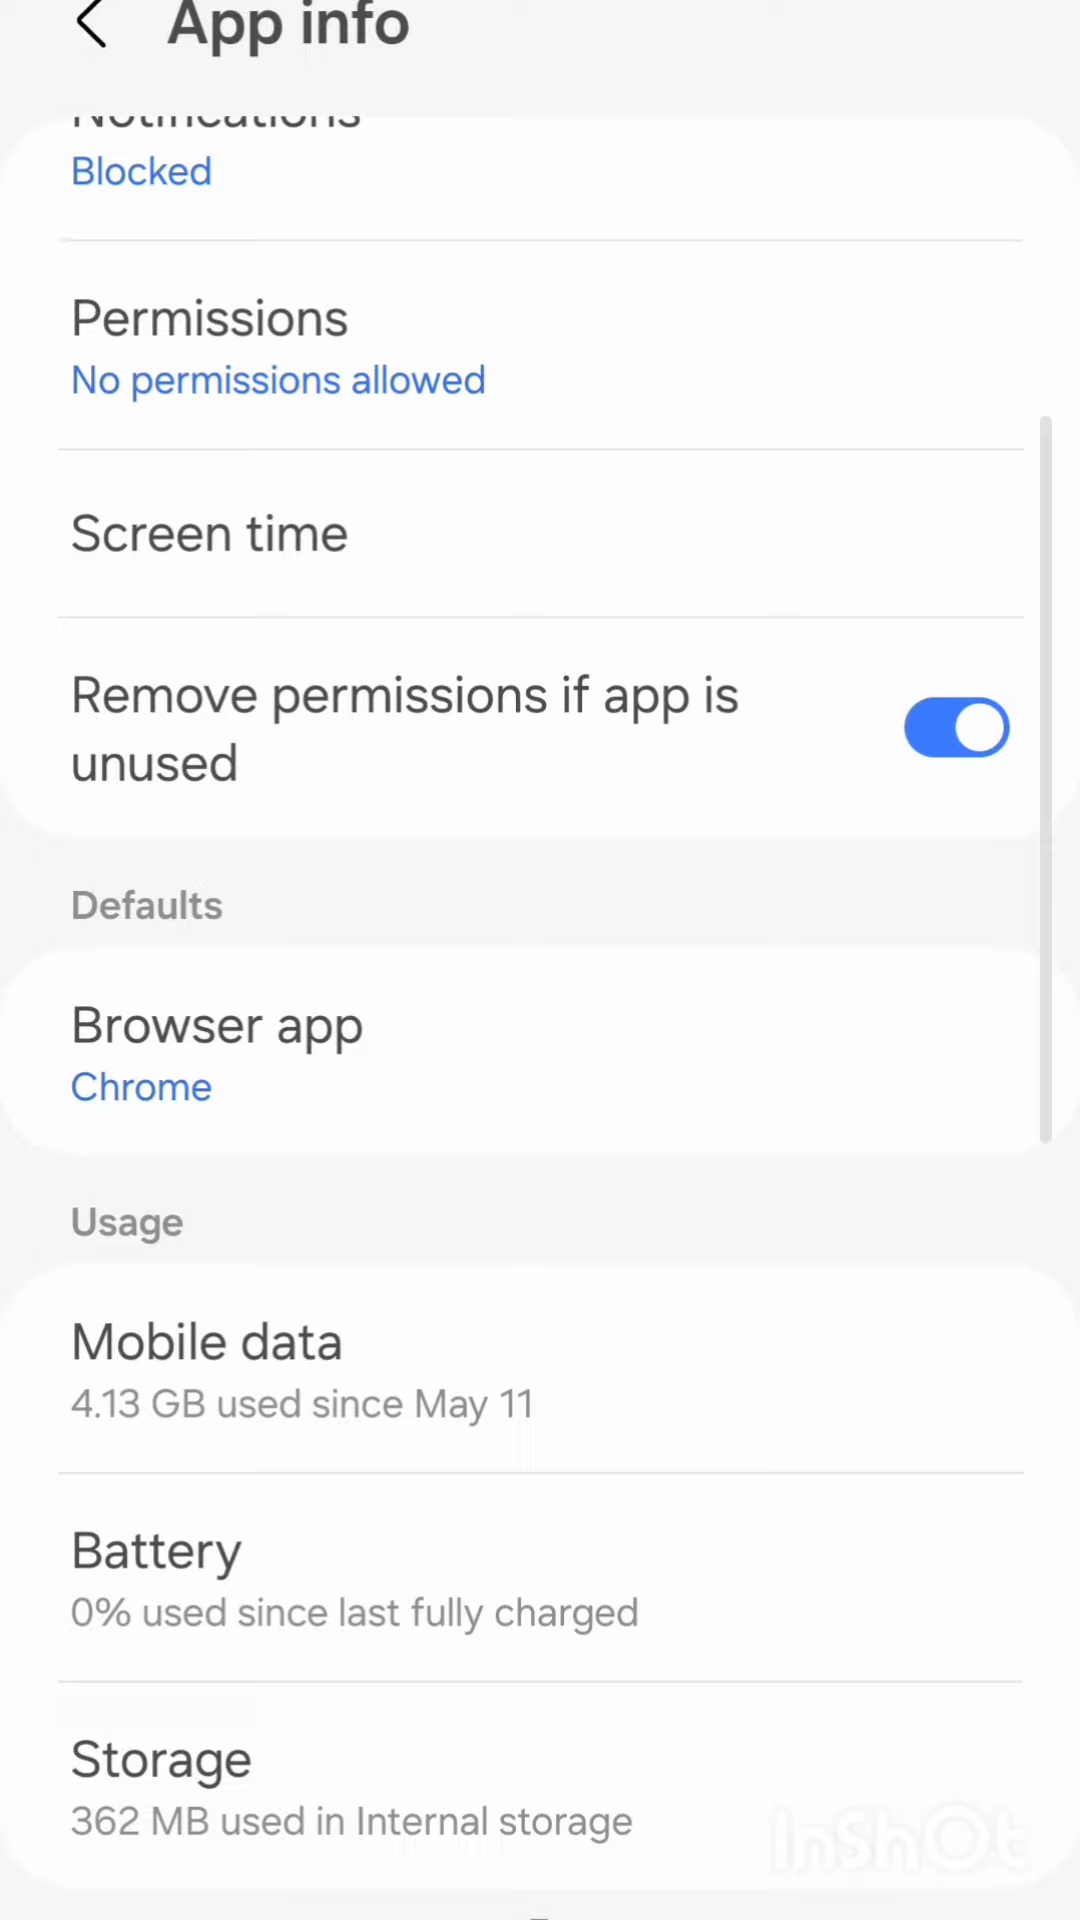 App info
Notifications
Blocked
Permissions
No permissions allowed
Screen time
Remove permissions if app is
unused
Defaults
Browser app
Chrome
Usage
Mobile data
4.13 GB used since May 11
Battery
0% used since last fully charged
Storage
362 MB used in Internal storage
InShOt